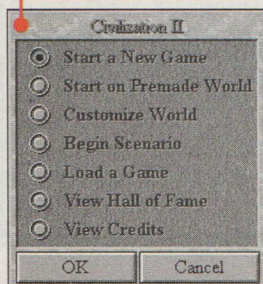 Civilization II
Start a New Game
Start on Premade World
Customize World
Begin Scenario
Load a Game
View Hall of Fame
View Credits
OK
Cancel